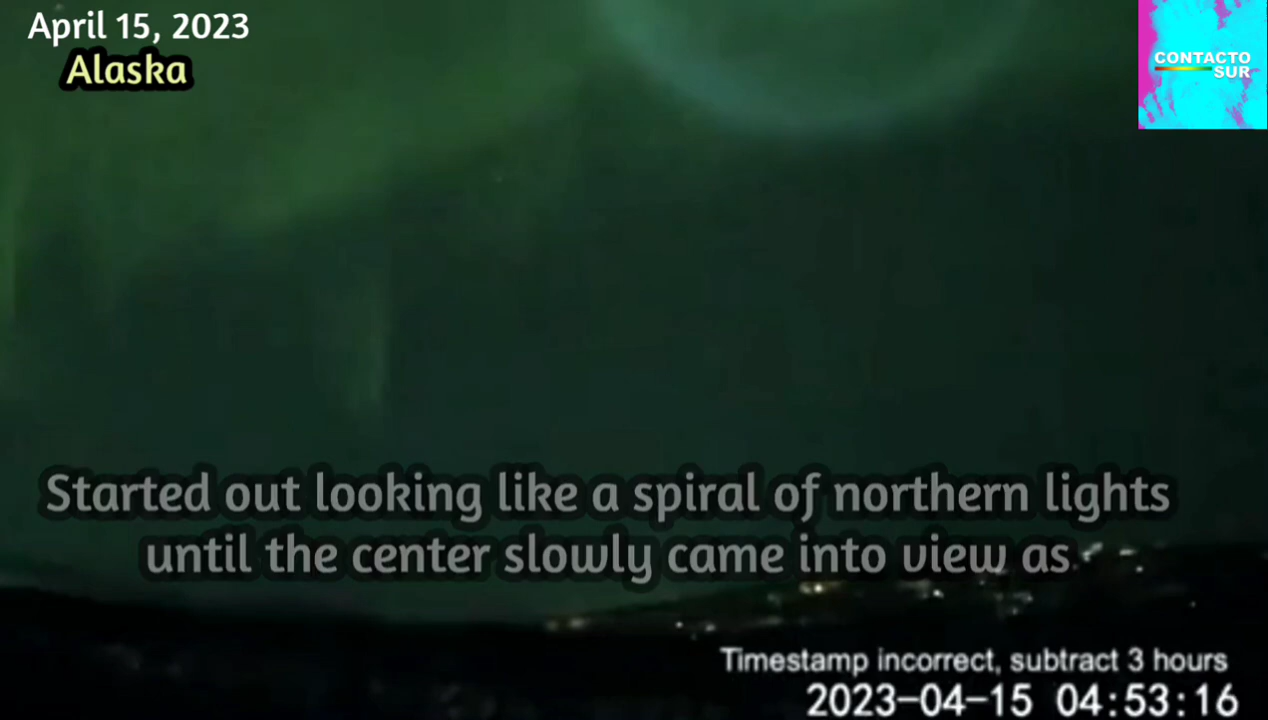 April 15, 2023
Alaska
CONTACTO
SUR
Started out looking like a spiral of northern lights
until the center slowly came into view as
Timestamp incorrect, subtract 3 hours
2023-04-15 04:53:16